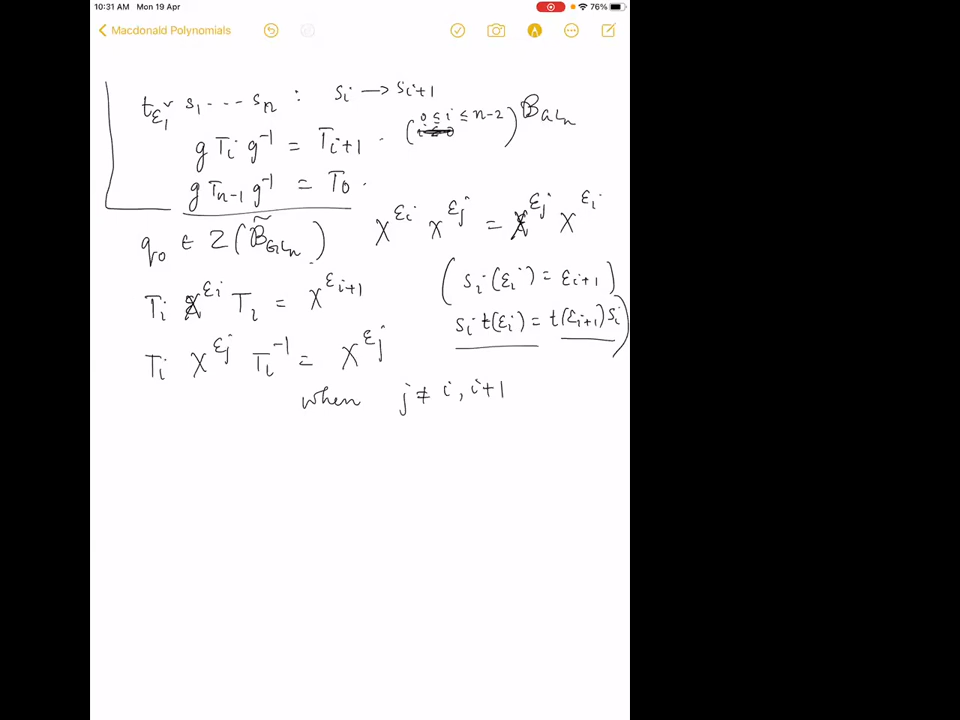 10:31 AM Mon 19 Apr 76%
Macdonald Polynomials
t_{ε_1^∨} s_1 ---- s_n : s_i → s_{i+1}
g T_i g^{-1} = T_{i+1} . (0 ≤ i ≤ n-2) B_{GL_n}
g T_{n-1} g^{-1} = T_0 .
q_0 ∈ Z(B̃_{GL_n}) X^{ε_i} X^{ε_j} = X^{ε_j} X^{ε_i}
T_i X^{ε_i} T_i = X^{ε_{i+1}} (s_i(ε_i) = ε_{i+1}
s_i t(ε_i) = t(ε_{i+1}) s_i)
T_i X^{ε_j} T_i^{-1} = X^{ε_j}
when j ≠ i, i+1